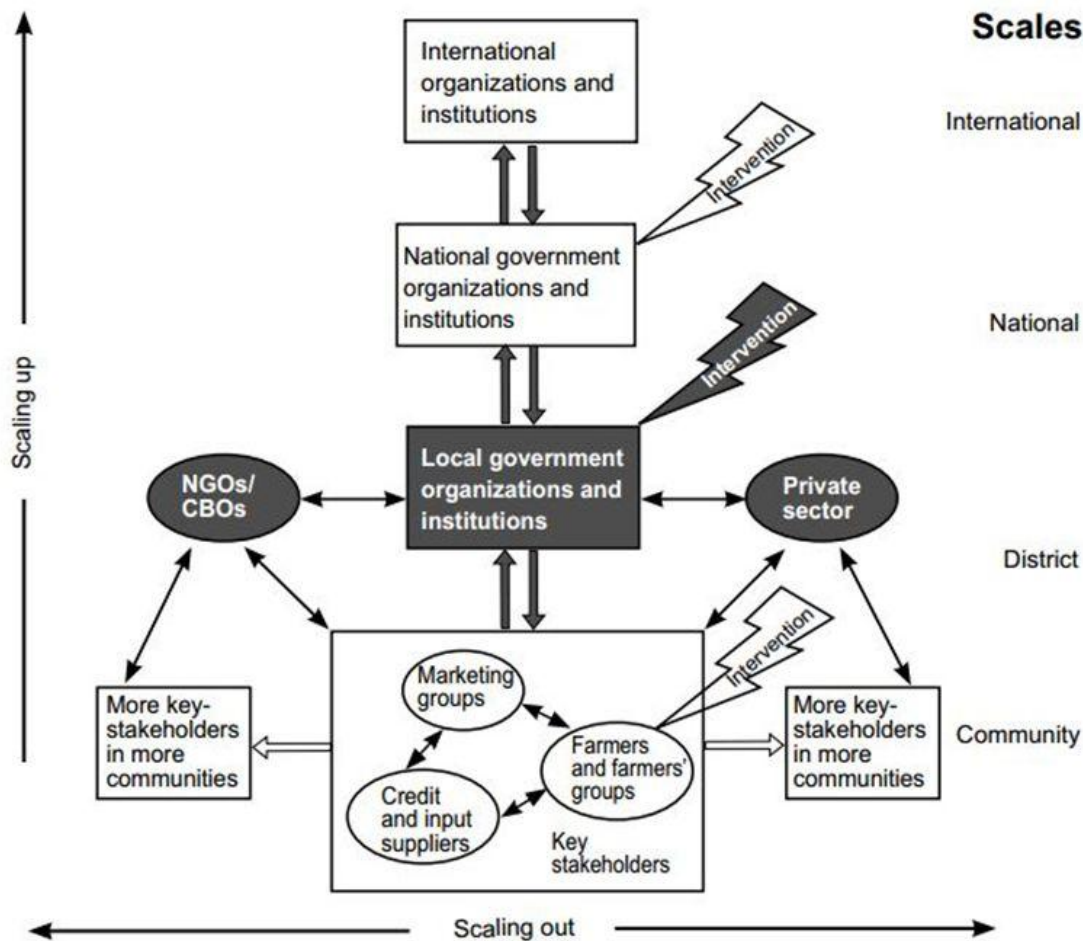 Scales
International
organizations and
institutions
International
Intervention
National government
organizations and
institutions
National
Intervention
Scaling up
Local government
organizations and
institutions
NGOs/
CBOs
Private
sector
District
Intervention
Marketing
groups
More key-
stakeholders
in more
communities
Farmers
and farmers'
groups
More key-
stakeholders
in more
communities
Community
Credit
and input
suppliers
Key
stakeholders
Scaling out